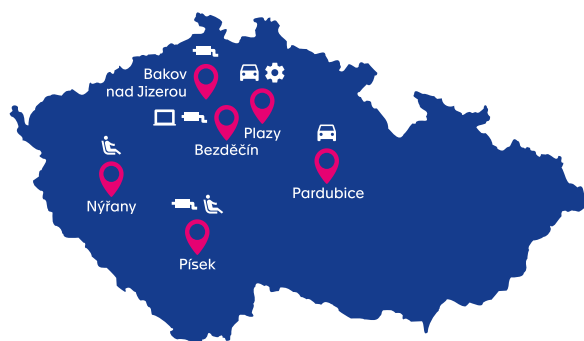 Bakov
nad Jizerou
Plazy
Bezděčín
Pardubice
Nýřany
Písek